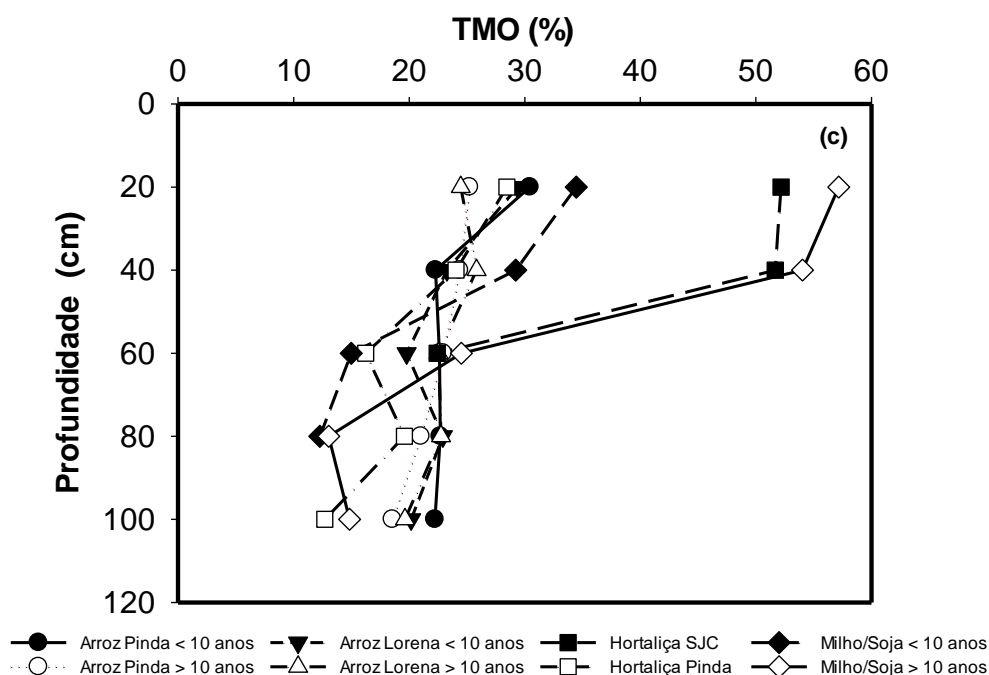 TMO (%)
0 10 20 30 40 50 60
0
(c)
20
40
60
80
100
120
Profundidade (cm)
Arroz Pinda < 10 anos Arroz Lorena < 10 anos Hortaliça SJC Milho/Soja < 10 anos
Arroz Pinda > 10 anos Arroz Lorena > 10 anos Hortaliça Pinda Milho/Soja > 10 anos